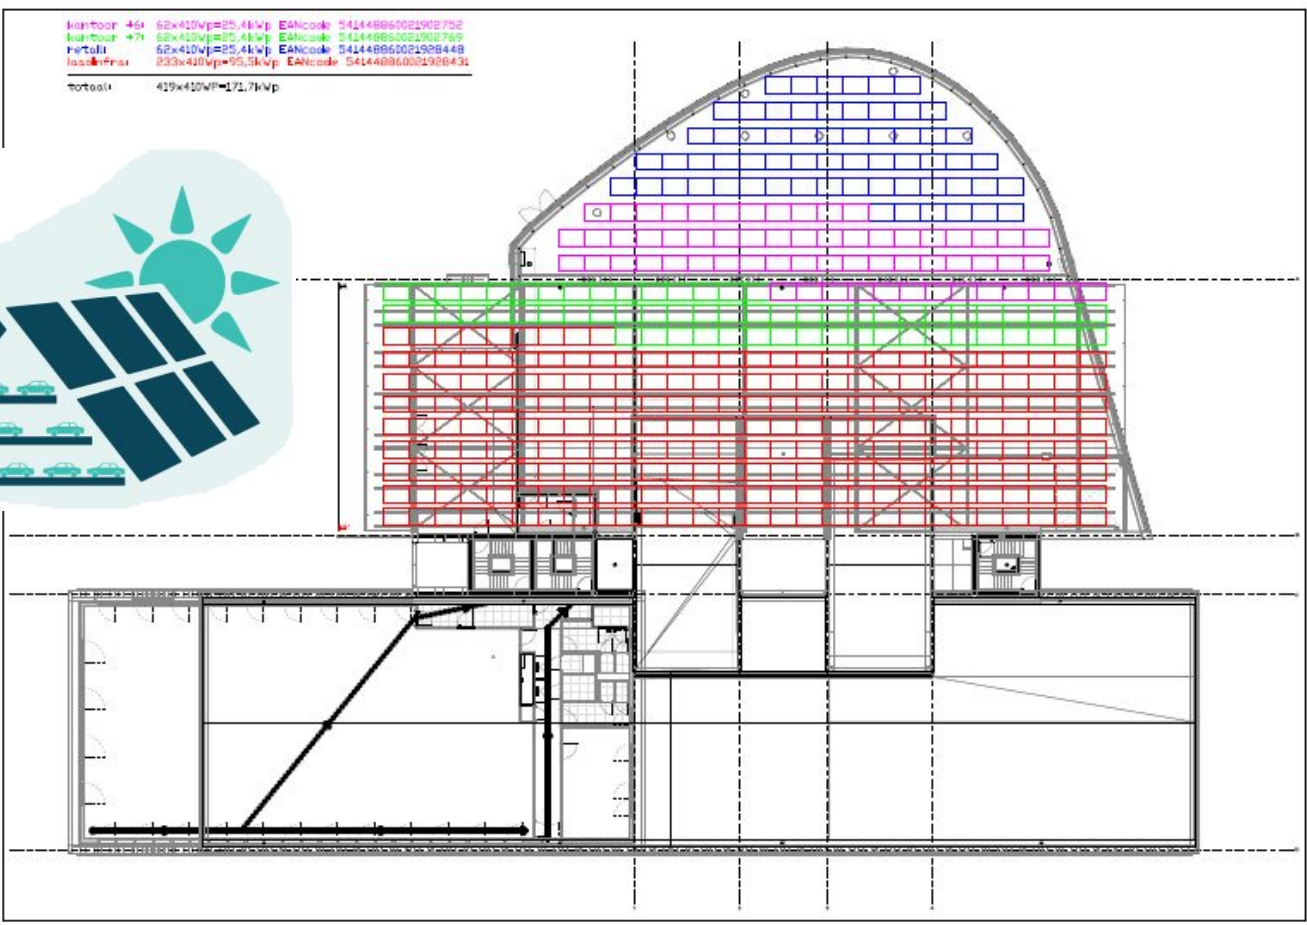 kantoor +6: 62x410Wp=25,4kWp EANcode 541448860021902752
kantoor +7: 62x410Wp=25,4kWp EANcode 541448860021902769
retail: 62x410Wp=25,4kWp EANcode 541448860021928448
laadinfra: 233x410Wp=95,5kWp EANcode 541448860021928431
totaal: 419x410WP=171,7kWp